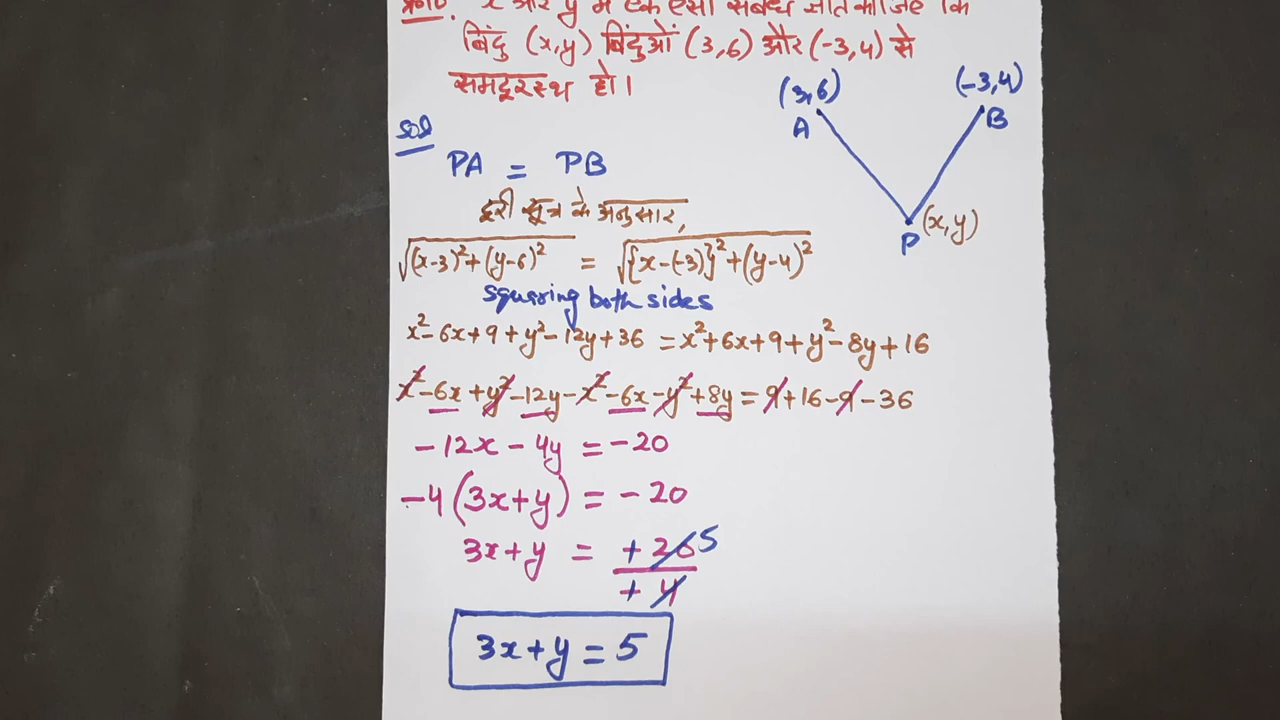 x और y में एक ऐसा संबंध ज्ञात कीजिए कि
बिंदु (x,y) बिंदुओं (3,6) और (-3,4) से
समदूरस्थ हो।
(3,6)
A
(-3,4)
B
P (x,y)
Sol
PA = PB
दूरी सूत्र के अनुसार,
√(x-3)²+(y-6)² = √{x-(-3)}²+(y-4)²
squaring both sides
x²-6x+9+y²-12y+36 = x²+6x+9+y²-8y+16
x²-6x+y²-12y-x²-6x-y²+8y = 9+16-9-36
-12x-4y = -20
-4(3x+y) = -20
3x+y = +20/+4 5
3x+y = 5